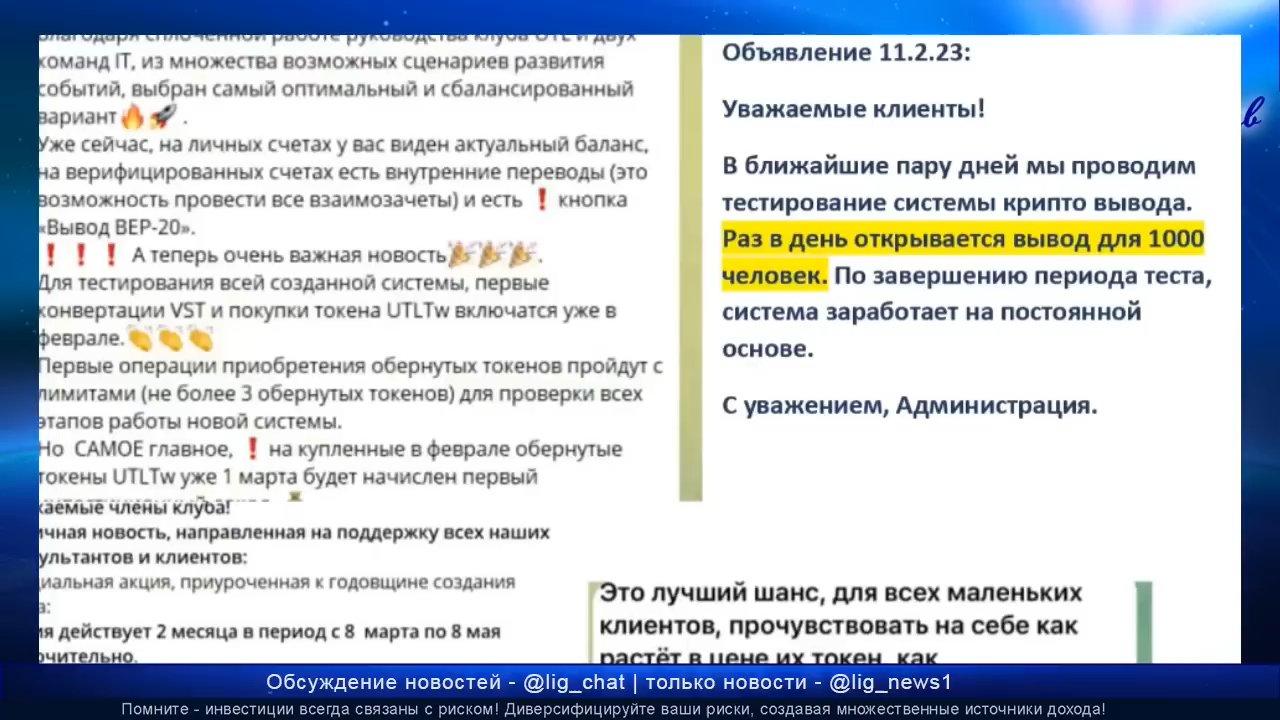 благодаря сплоченной работе руководства клуба UTL и двух
команд IT, из множества возможных сценариев развития
событий, выбран самый оптимальный и сбалансированный
вариант🔥🚀 .
Уже сейчас, на личных счетах у вас виден актуальный баланс,
на верифицированных счетах есть внутренние переводы (это
возможность провести все взаимозачеты) и есть ❗ кнопка
«Вывод BEP-20».
❗❗❗ А теперь очень важная новость🎉🎉🎉.
Для тестирования всей созданной системы, первые
конвертации VST и покупки токена UTLTw включатся уже в
феврале.👏👏👏
Первые операции приобретения обернутых токенов пройдут с
лимитами (не более 3 обернутых токенов) для проверки всех
этапов работы новой системы.
Но САМОЕ главное, ❗ на купленные в феврале обернутые
токены UTLTw уже 1 марта будет начислен первый
каемые члены клуба!
ичная новость, направленная на поддержку всех наших
ультантов и клиентов:
иальная акция, приуроченная к годовщине создания
а:
ия действует 2 месяца в период с 8 марта по 8 мая
очительно.
Объявление 11.2.23:
Уважаемые клиенты!
В ближайшие пару дней мы проводим
тестирование системы крипто вывода.
Раз в день открывается вывод для 1000
человек. По завершению периода теста,
система заработает на постоянной
основе.
С уважением, Администрация.
Это лучший шанс, для всех маленьких
клиентов, прочувствовать на себе как
растёт в цене их токен, как
в
Обсуждение новостей - @lig_chat | только новости - @lig_news1
Помните - инвестиции всегда связаны с риском! Диверсифицируйте ваши риски, создавая множественные источники дохода!